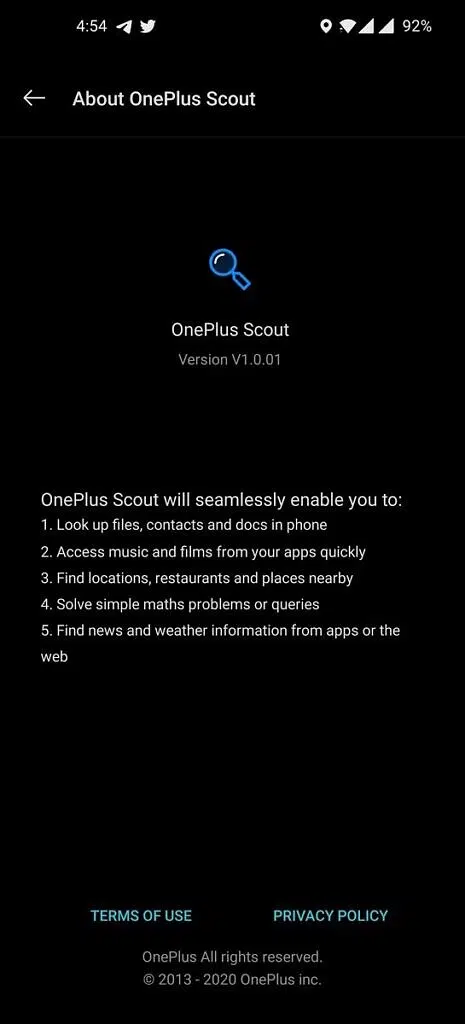 4:54 92%
About OnePlus Scout
OnePlus Scout
Version V1.0.01
OnePlus Scout will seamlessly enable you to:
1. Look up files, contacts and docs in phone
2. Access music and films from your apps quickly
3. Find locations, restaurants and places nearby
4. Solve simple maths problems or queries
5. Find news and weather information from apps or the
web
TERMS OF USE PRIVACY POLICY
OnePlus All rights reserved.
© 2013 - 2020 OnePlus inc.